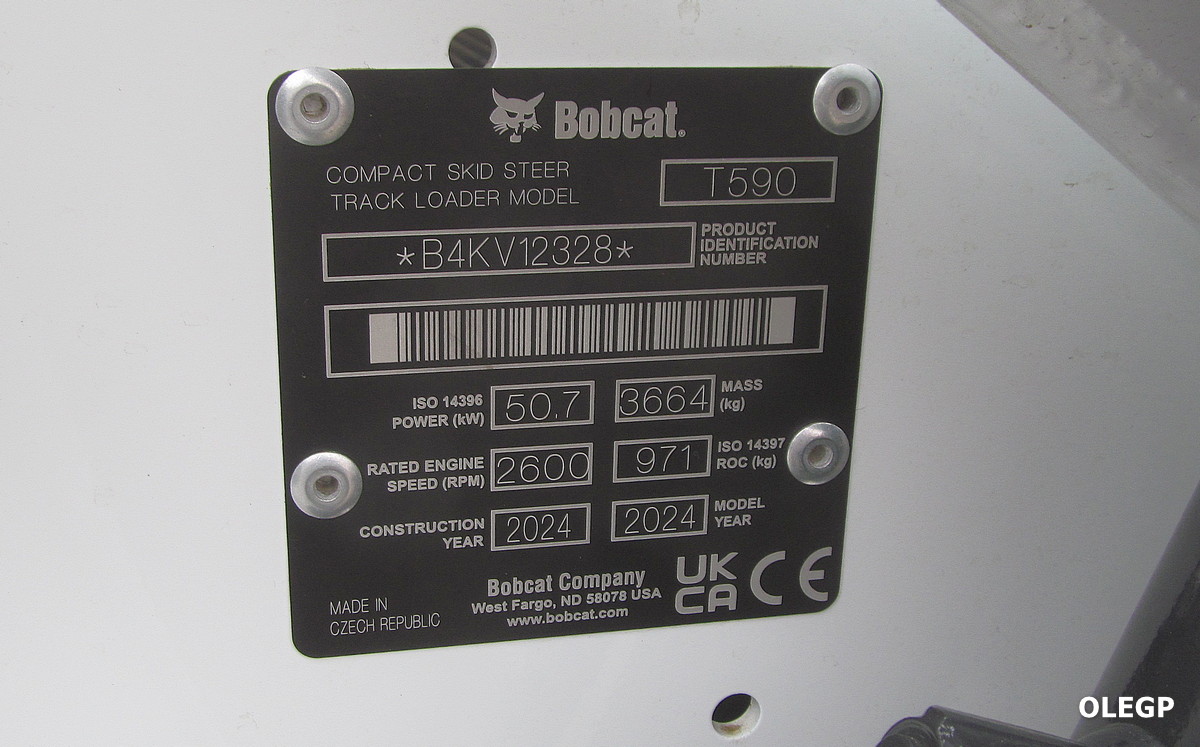 Bobcat.
COMPACT SKID STEER
TRACK LOADER MODEL
T590
*B4KV12328*
PRODUCT
IDENTIFICATION
NUMBER
ISO 14396
POWER (kW)
50.7
3664
MASS
(kg)
RATED ENGINE
SPEED (RPM)
2600
971
ISO 14397
ROC (kg)
CONSTRUCTION
YEAR
2024
2024
MODEL
YEAR
MADE IN
CZECH REPUBLIC
Bobcat Company
West Fargo, ND 58078 USA
www.bobcat.com
UK
CA
CE
OLEGP